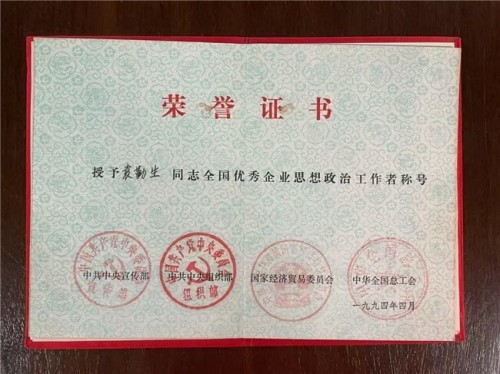 荣誉证书
授予袁勤生同志全国优秀企业思想政治工作者称号
中共中央宣传部 中共中央组织部 国家经济贸易委员会 中华全国总工会
一九九四年四月